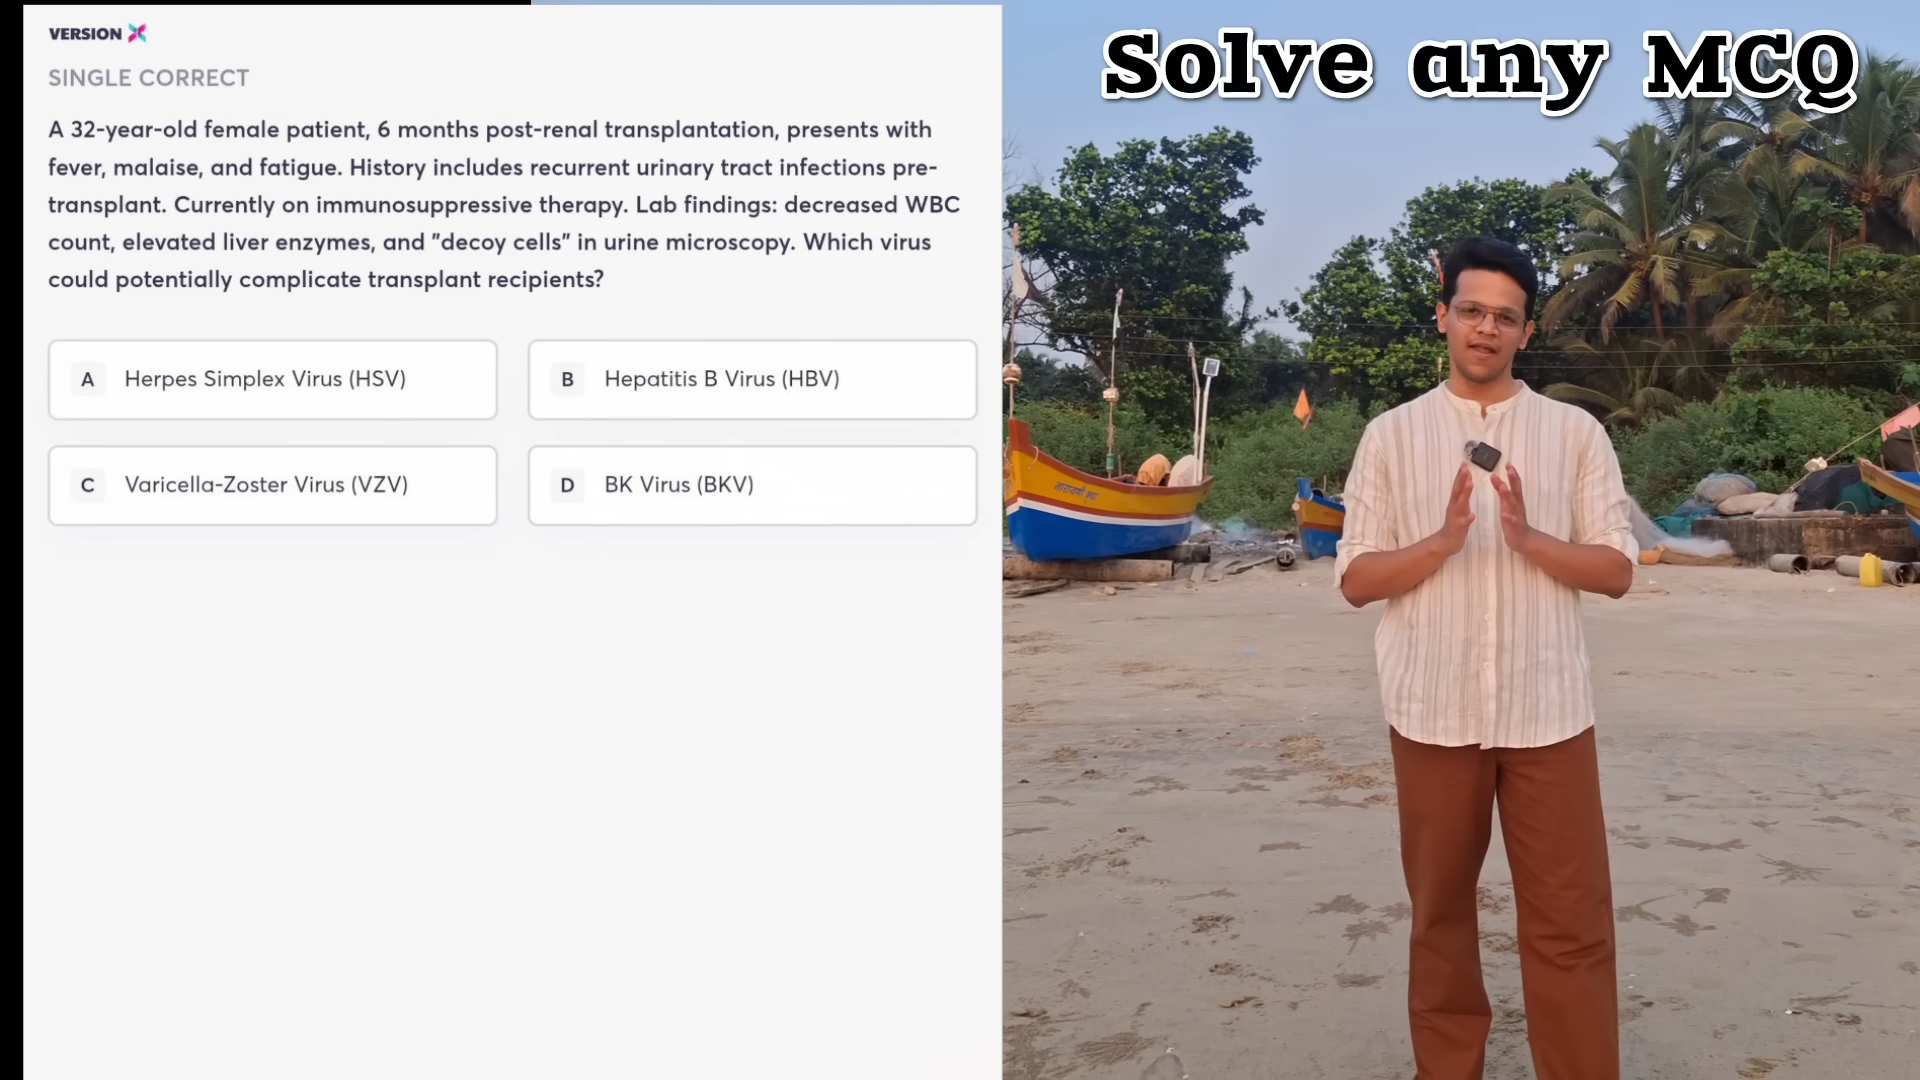 VERSION X
Solve any MCQ
SINGLE CORRECT
A 32-year-old female patient, 6 months post-renal transplantation, presents with
fever, malaise, and fatigue. History includes recurrent urinary tract infections pre-
transplant. Currently on immunosuppressive therapy. Lab findings: decreased WBC
count, elevated liver enzymes, and "decoy cells" in urine microscopy. Which virus
could potentially complicate transplant recipients?
A Herpes Simplex Virus (HSV)
B Hepatitis B Virus (HBV)
C Varicella-Zoster Virus (VZV)
D BK Virus (BKV)